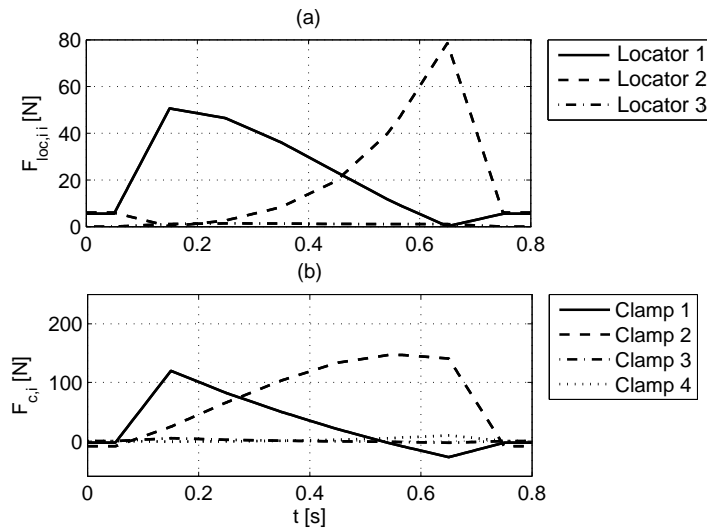 (a)
80
60
40
20
0
F_loc,i i [N]
0 0.2 0.4 0.6 0.8
Locator 1
Locator 2
Locator 3
(b)
200
100
0
F_c,i [N]
0 0.2 0.4 0.6 0.8
t [s]
Clamp 1
Clamp 2
Clamp 3
Clamp 4